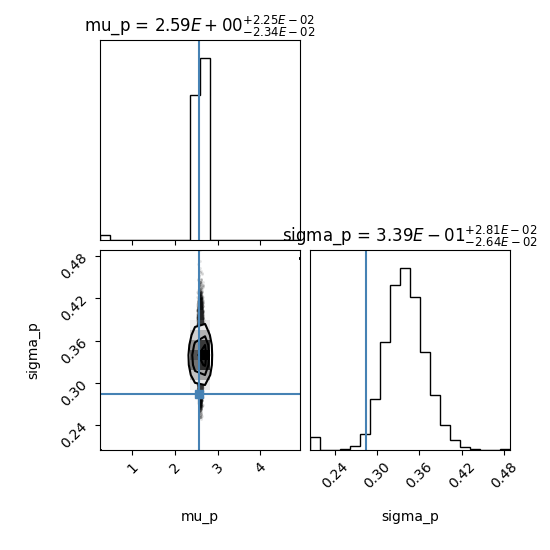 mu_p = 2.59E + 00 +2.25E − 02 −2.34E − 02
sigma_p = 3.39E − 01 +2.81E − 02 −2.64E − 02
0.48
0.42
0.36
0.30
0.24
sigma_p
1 2 3 4
mu_p
0.24 0.30 0.36 0.42 0.48
sigma_p